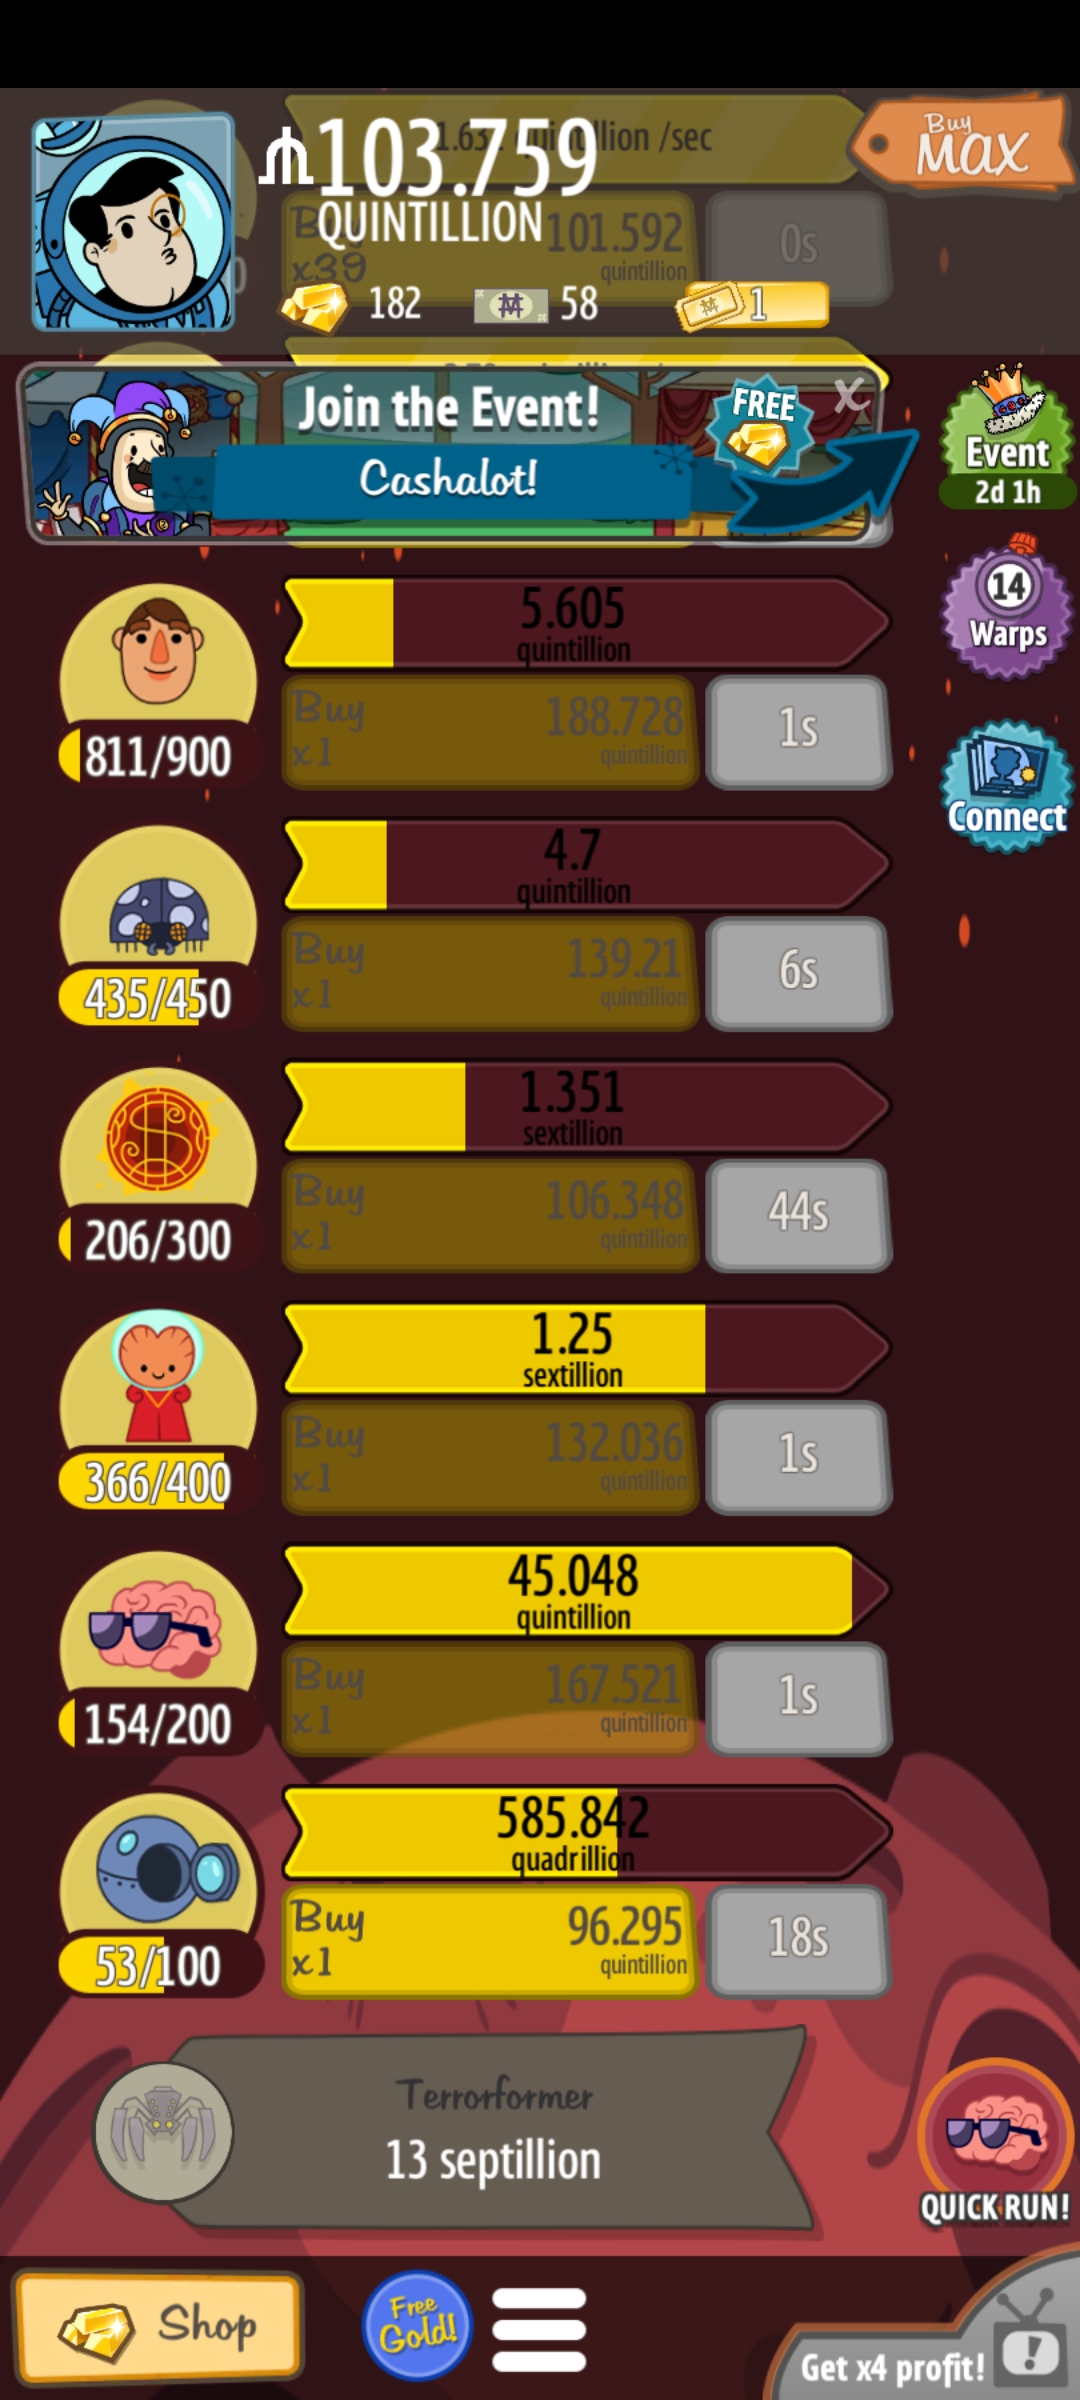 103.759
QUINTILLION
quintillion /sec
Buy
MAX
x39
101.592
quintillion
0s
182
58
1
Join the Event!
FREE
X
Cashalot!
Event
2d 1h
14
Warps
Connect
5.605
quintillion
811/900
Buy
x1
188.728
quintillion
1s
4.7
quintillion
435/450
Buy
x1
139.21
quintillion
6s
1.351
sextillion
206/300
Buy
x1
106.348
quintillion
44s
1.25
sextillion
366/400
Buy
x1
132.036
quintillion
1s
45.048
quintillion
154/200
Buy
x1
167.521
quintillion
1s
585.842
quadrillion
53/100
Buy
x1
96.295
quintillion
18s
Terrorformer
13 septillion
QUICK RUN!
Shop
Free
Gold!
Get x4 profit!